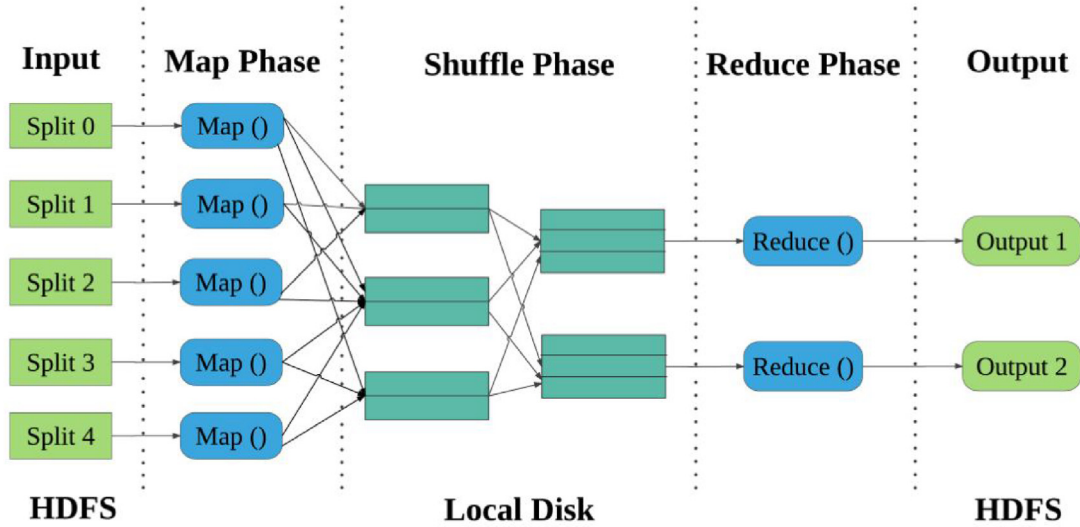 Input
Map Phase
Shuffle Phase
Reduce Phase
Output
Split 0
Map ()
Split 1
Map ()
Split 2
Map ()
Split 3
Map ()
Split 4
Map ()
Reduce ()
Output 1
Reduce ()
Output 2
HDFS
Local Disk
HDFS